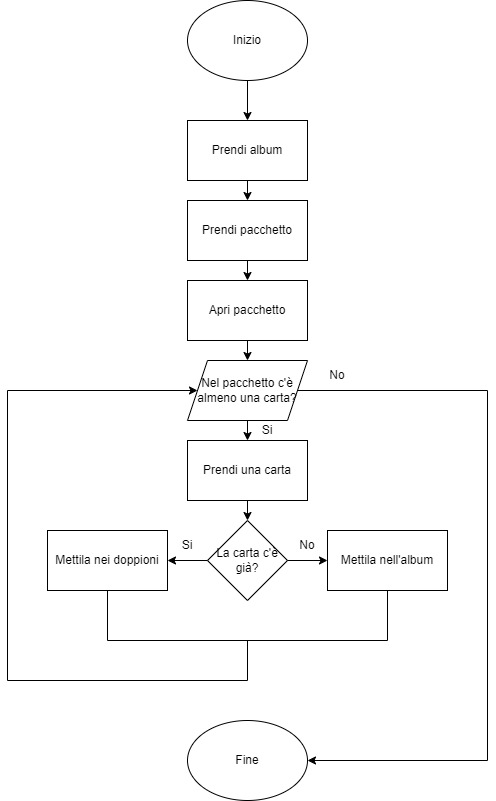 Inizio
Prendi album
Prendi pacchetto
Apri pacchetto
Nel pacchetto c'è
almeno una carta?
No
Si
Prendi una carta
La carta c'è
già?
Si
No
Mettila nei doppioni
Mettila nell'album
Fine